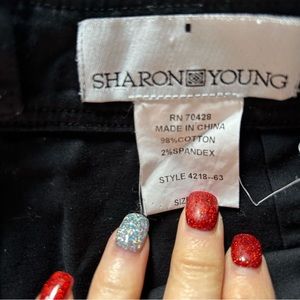 SHARON YOUNG
RN 70428
MADE IN CHINA
98%COTTON
2%SPANDEX
STYLE 4218--63